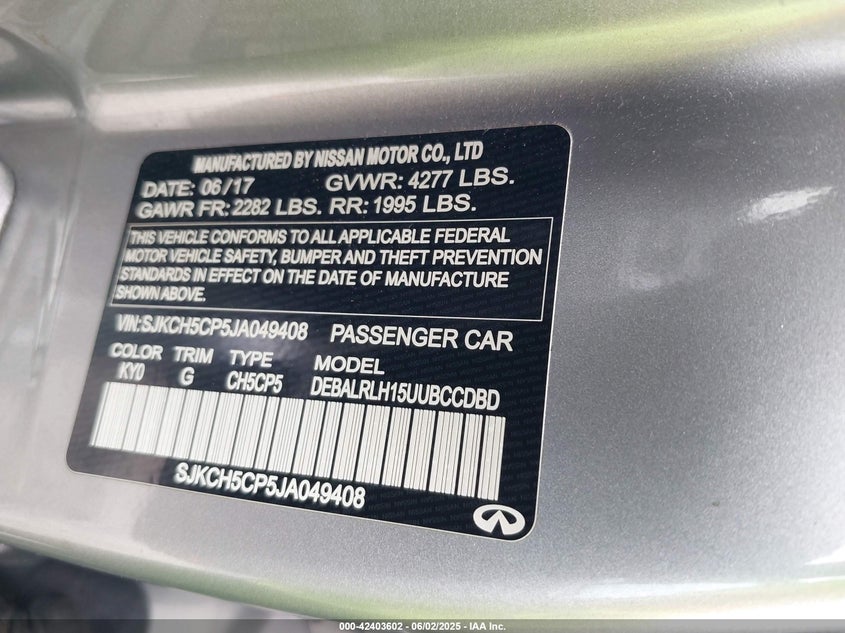 MANUFACTURED BY NISSAN MOTOR CO., LTD
DATE: 06/17 GVWR: 4277 LBS.
GAWR FR: 2282 LBS. RR: 1995 LBS.
THIS VEHICLE CONFORMS TO ALL APPLICABLE FEDERAL
MOTOR VEHICLE SAFETY, BUMPER AND THEFT PREVENTION
STANDARDS IN EFFECT ON THE DATE OF MANUFACTURE
SHOWN ABOVE.
VIN:SJKCH5CP5JA049408 PASSENGER CAR
COLOR TRIM TYPE MODEL
KY0 G CH5CP5 DEBALRLH15UUBCCDBD
SJKCH5CP5JA049408
000-42403602 - 06/02/2025 - IAA Inc.